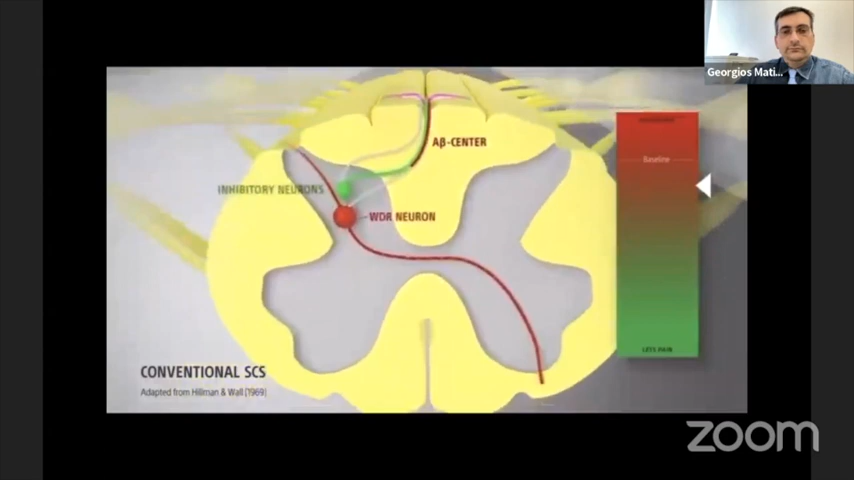 Georgios Mati...
Aβ-CENTER
Baseline
INHIBITORY NEURONS
WDR NEURON
LESS PAIN
CONVENTIONAL SCS
Adapted from Hillman & Wall (1969)
zoom